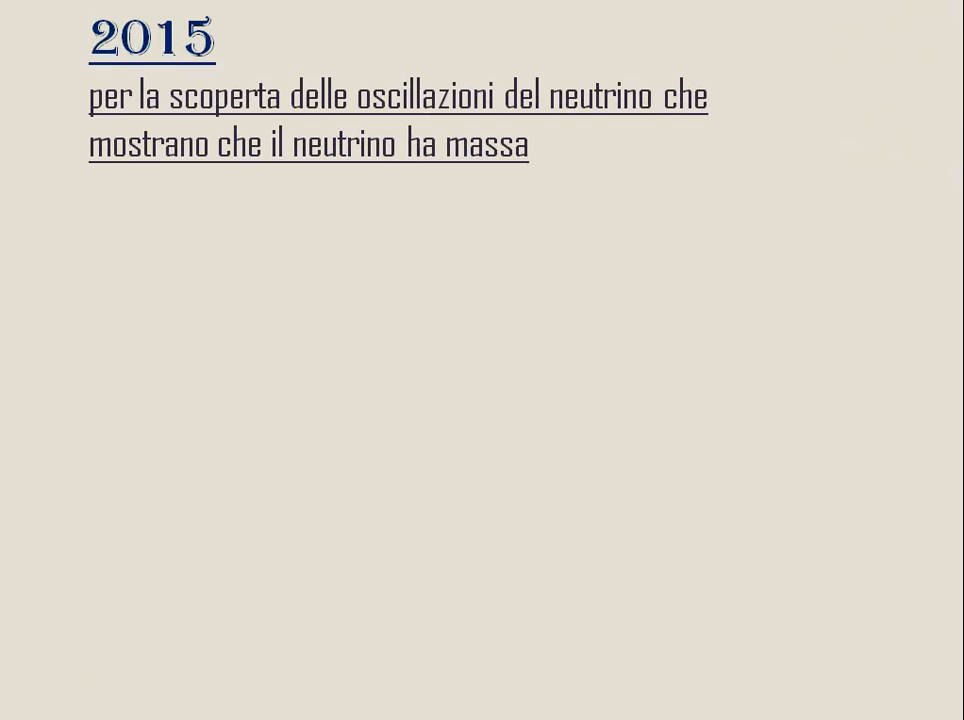 2015
per la scoperta delle oscillazioni del neutrino che
mostrano che il neutrino ha massa